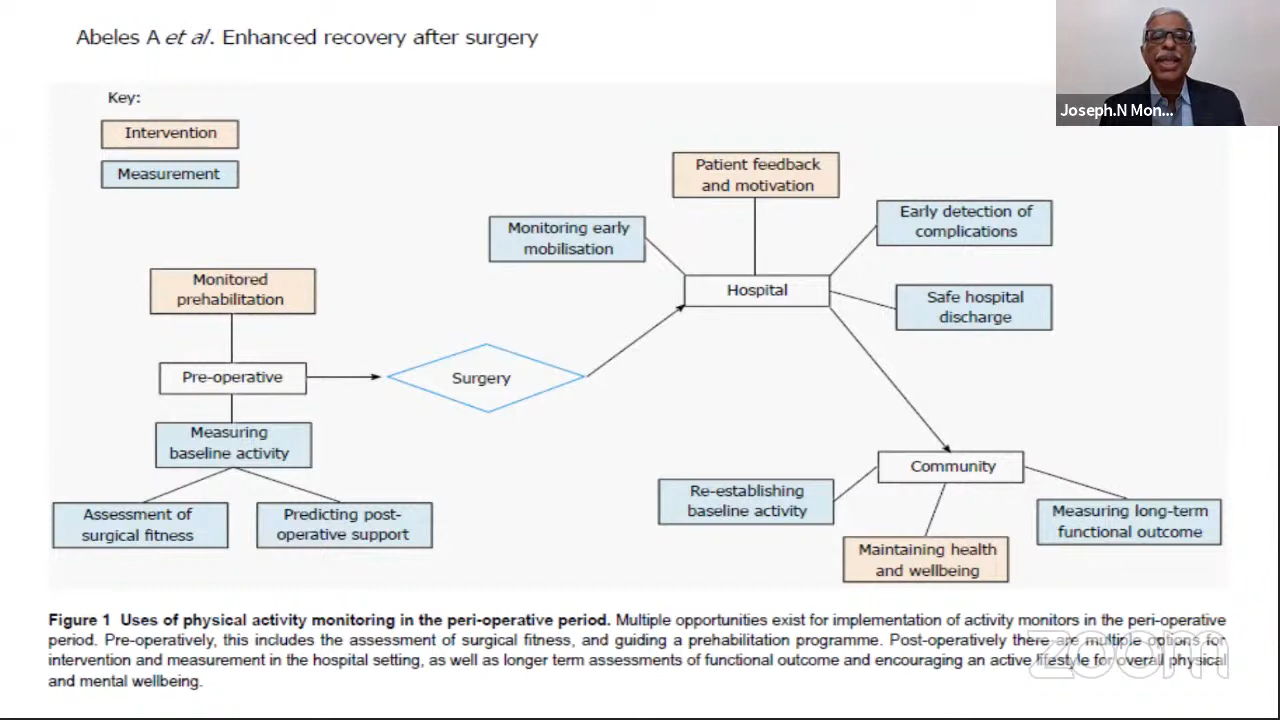 Abeles A et al. Enhanced recovery after surgery
Joseph.N Mon...
Key:
Intervention
Measurement
Patient feedback
and motivation
Monitoring early
mobilisation
Early detection of
complications
Hospital
Safe hospital
discharge
Monitored
prehabilitation
Pre-operative
Surgery
Measuring
baseline activity
Assessment of
surgical fitness
Predicting post-
operative support
Community
Re-establishing
baseline activity
Maintaining health
and wellbeing
Measuring long-term
functional outcome
Figure 1 Uses of physical activity monitoring in the peri-operative period. Multiple opportunities exist for implementation of activity monitors in the peri-operative
period. Pre-operatively, this includes the assessment of surgical fitness, and guiding a prehabilitation programme. Post-operatively there are multiple options for
intervention and measurement in the hospital setting, as well as longer term assessments of functional outcome and encouraging an active lifestyle for overall physical
and mental wellbeing.
zoom